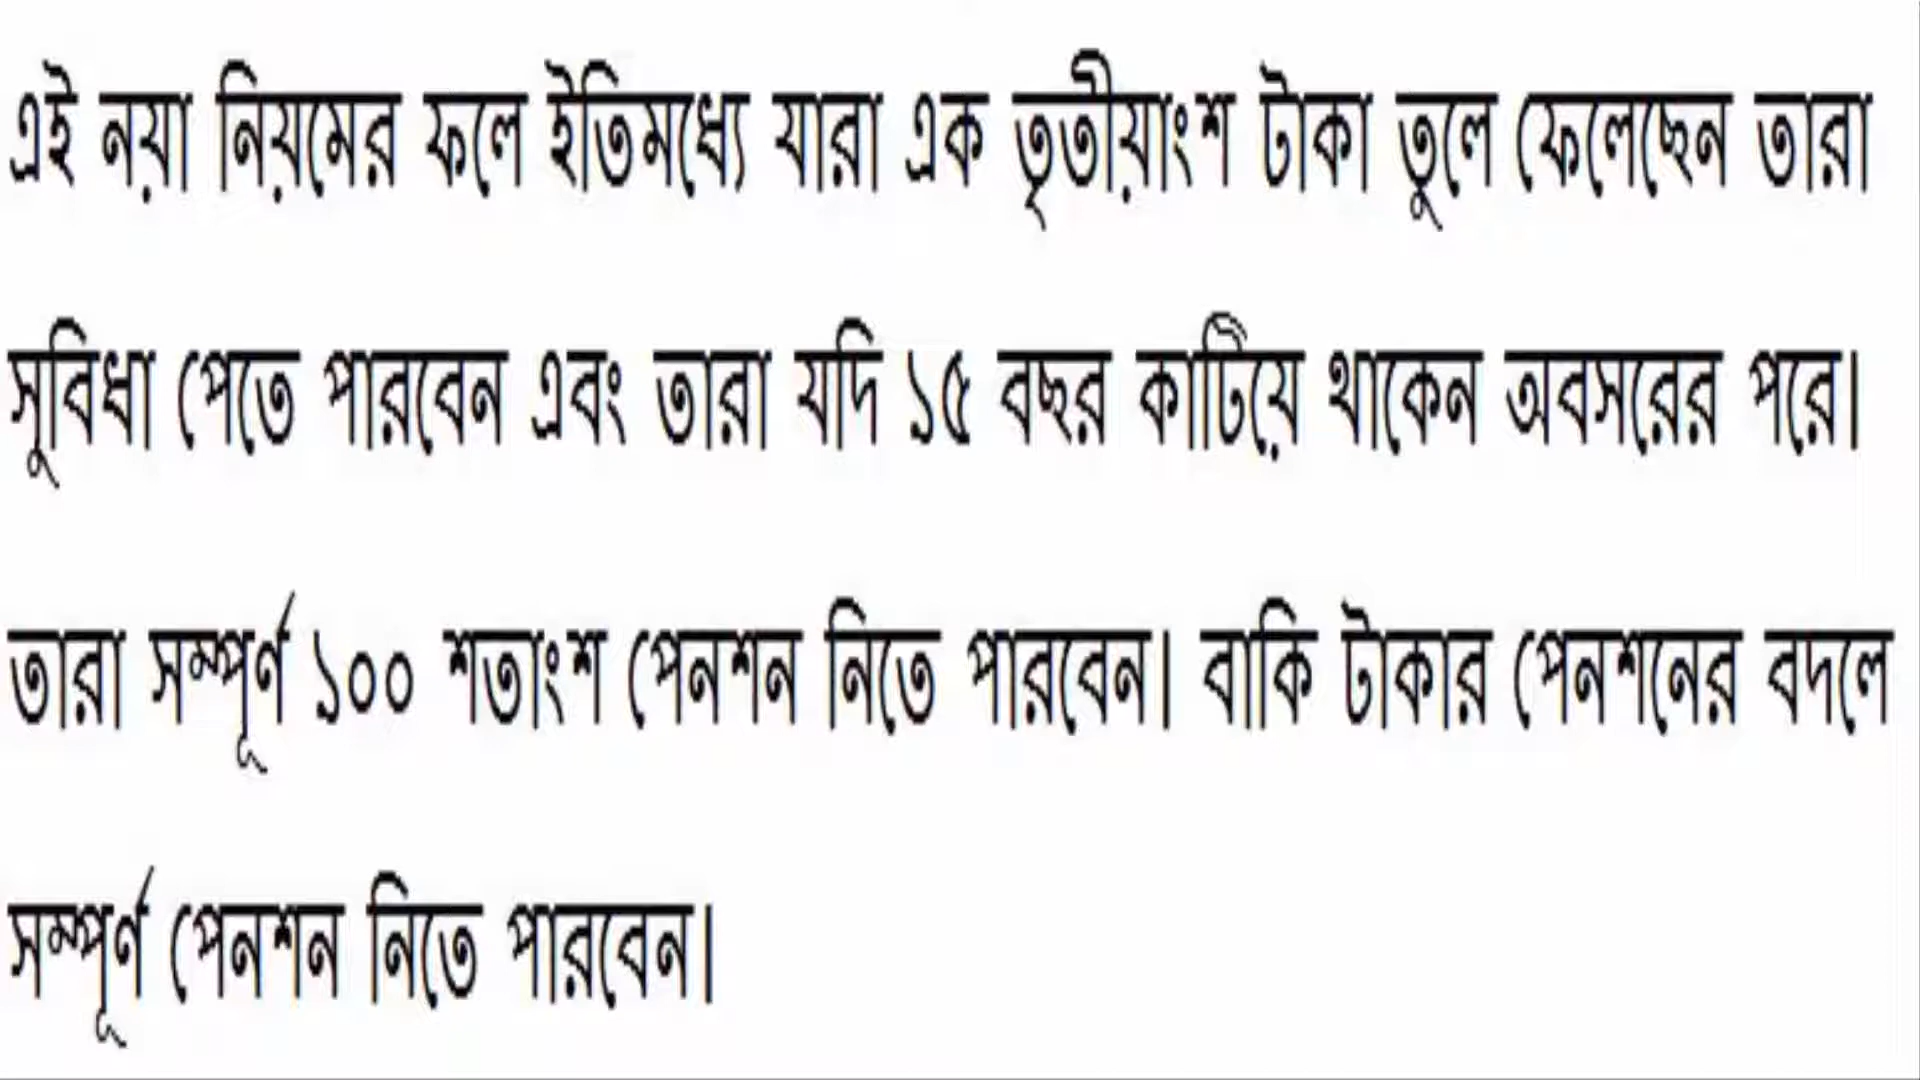 এই নয়া নিয়মের ফলে ইতিমধ্যে যারা এক তৃতীয়াংশ টাকা তুলে ফেলেছেন তারা
সুবিধা পেতে পারবেন এবং তারা যদি ১৫ বছর কাটিয়ে থাকেন অবসরের পরে।
তারা সম্পূর্ণ ১০০ শতাংশ পেনশন নিতে পারবেন। বাকি টাকার পেনশনের বদলে
সম্পূর্ণ পেনশন নিতে পারবেন।